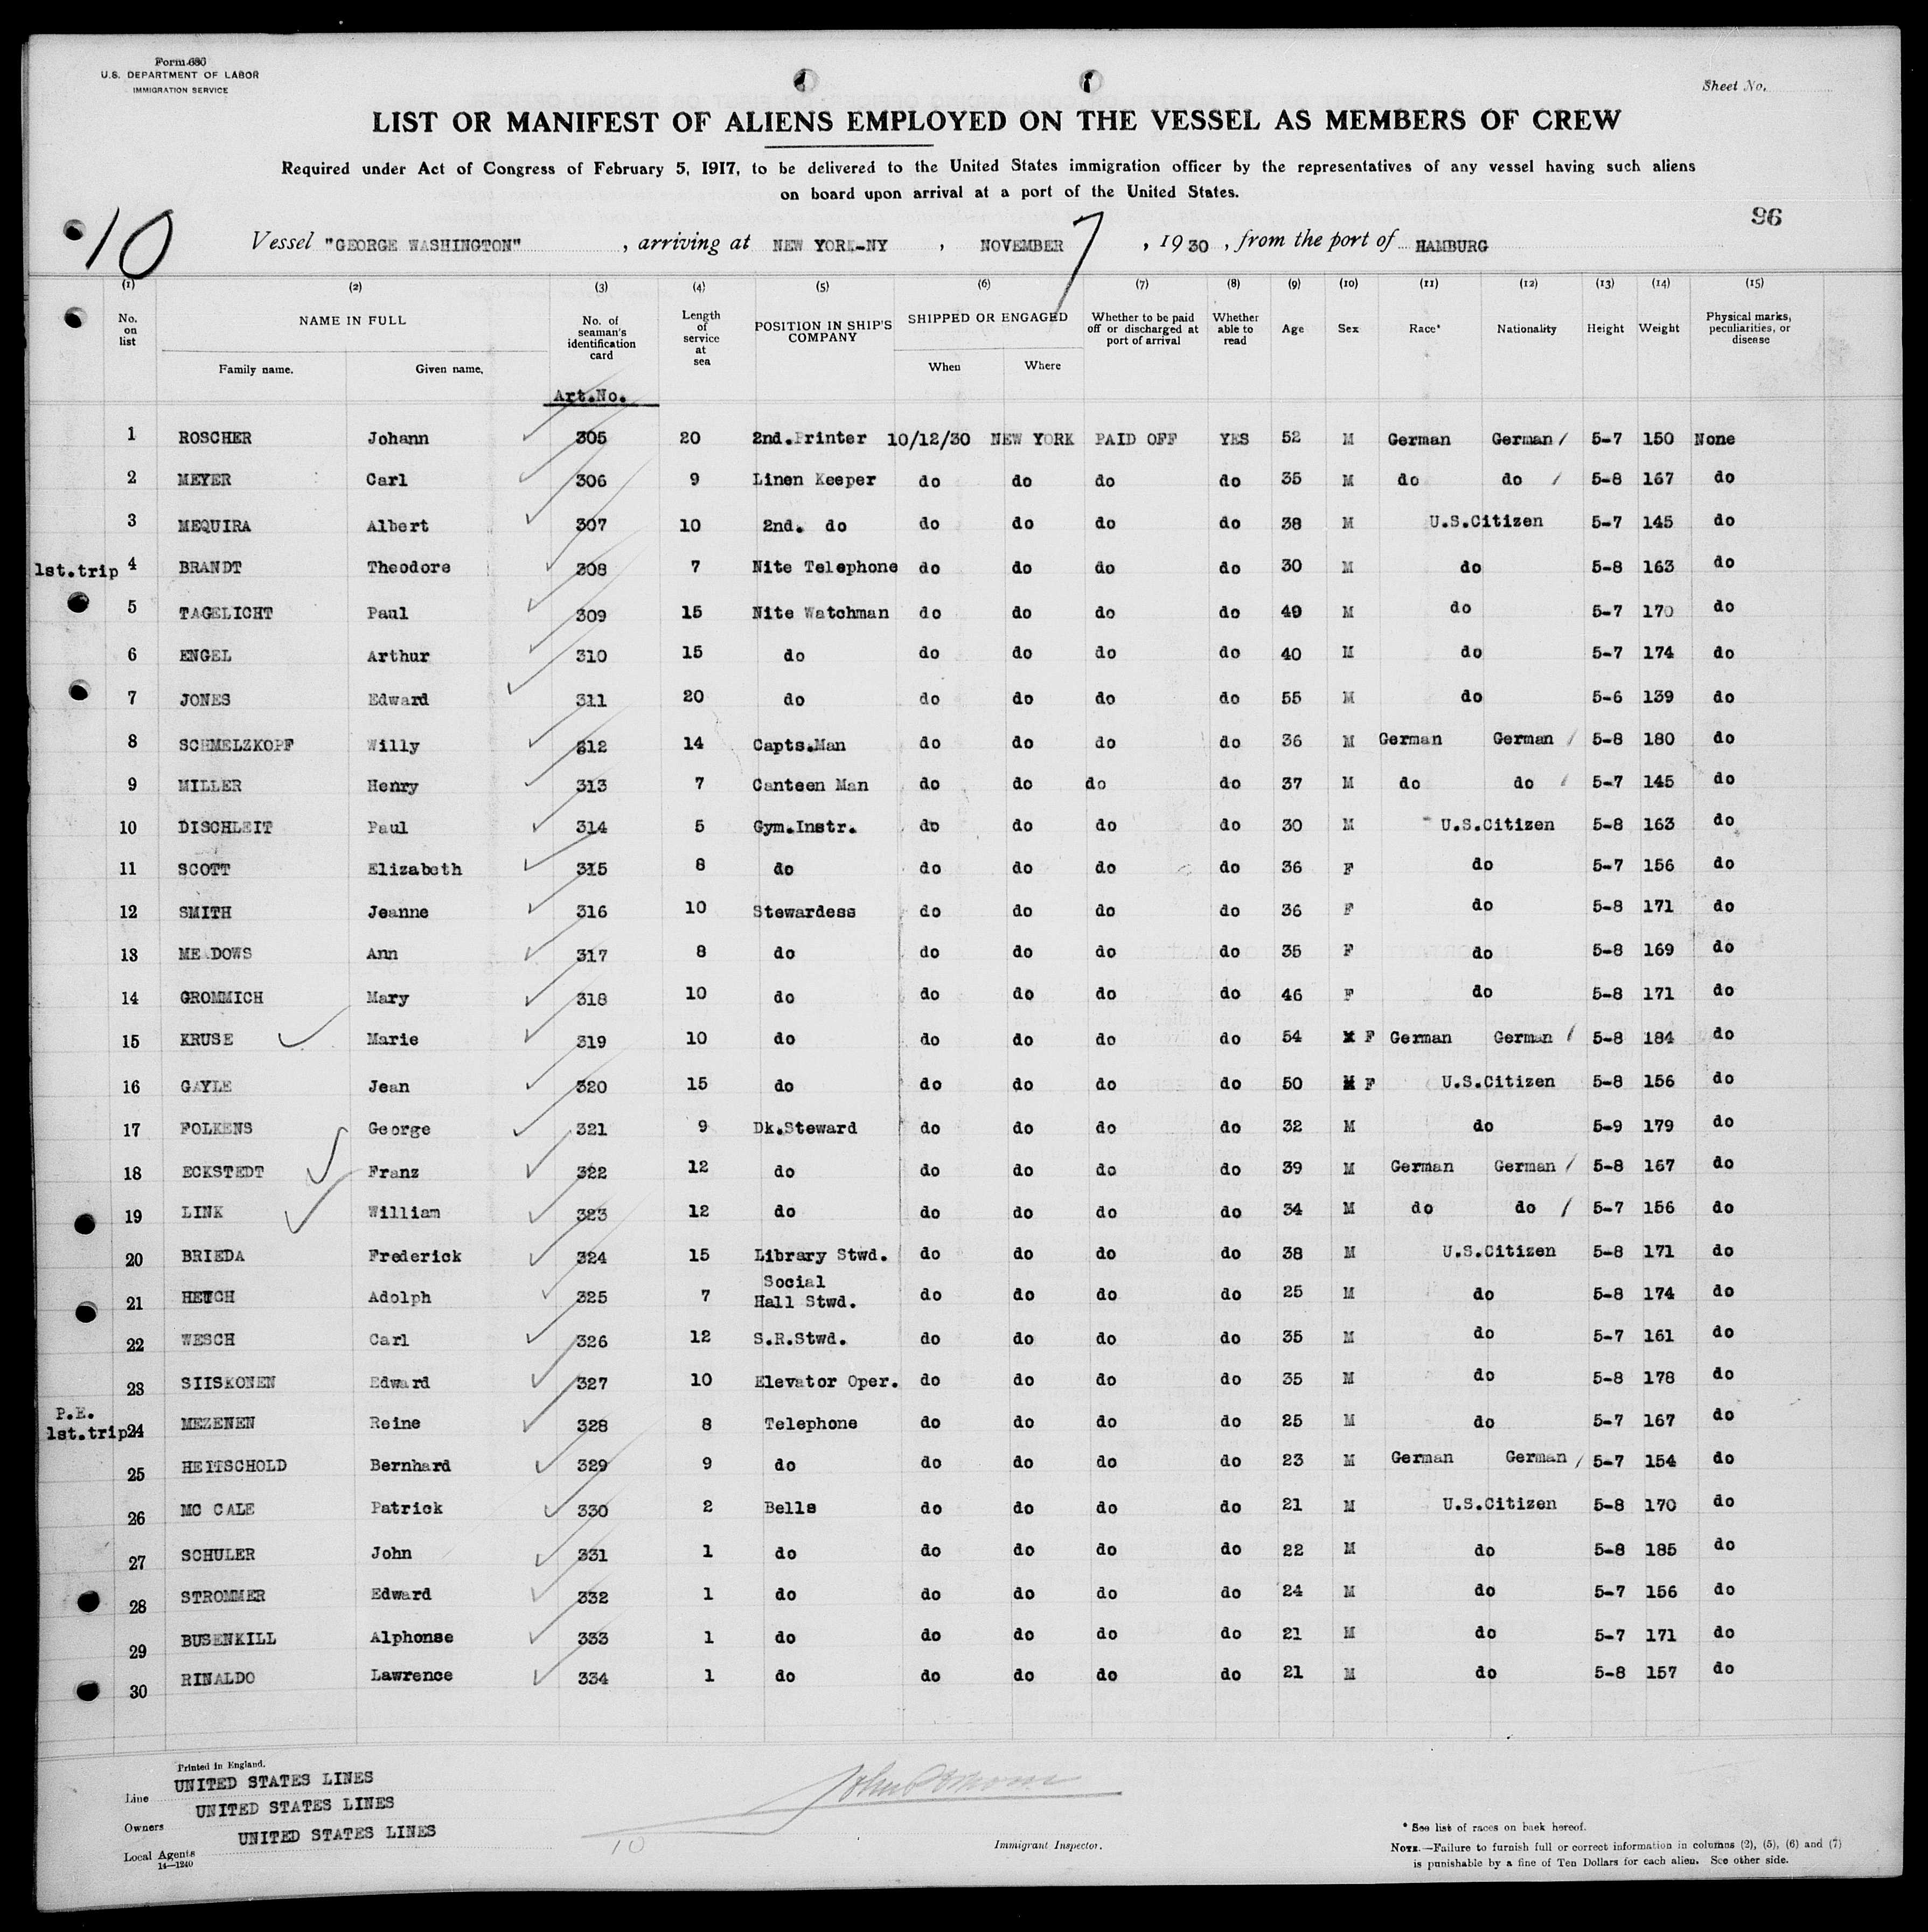 Form 680
U.S. DEPARTMENT OF LABOR
IMMIGRATION SERVICE
Sheet No.
LIST OR MANIFEST OF ALIENS EMPLOYED ON THE VESSEL AS MEMBERS OF CREW
Required under Act of Congress of February 5, 1917, to be delivered to the United States immigration officer by the representatives of any vessel having such aliens
on board upon arrival at a port of the United States.
96
10
Vessel "GEORGE WASHINGTON", arriving at NEW YORK-NY, NOVEMBER 7, 1930, from the port of HAMBURG
(1) (2) (3) (4) (5) (6) (7) (8) (9) (10) (11) (12) (13) (14) (15)
No. on list NAME IN FULL Family name. Given name. No. of seaman's identification card Length of service at sea POSITION IN SHIP'S COMPANY SHIPPED OR ENGAGED When Where Whether to be paid off or discharged at port of arrival Whether able to read Age Sex Race* Nationality Height Weight Physical marks, peculiarities, or disease
Art.No.
1 ROSCHER Johann 305 20 2nd.Printer 10/12/30 NEW YORK PAID OFF YES 52 M German German 5-7 150 None
2 MEYER Carl 306 9 Linen Keeper do do do do 35 M do do 5-8 167 do
3 MEQUIRA Albert 307 10 2nd. do do do do do 38 M U.S.Citizen 5-7 145 do
1st.trip 4 BRANDT Theodore 308 7 Nite Telephone do do do do 30 M do 5-8 163 do
5 TAGELICHT Paul 309 15 Nite Watchman do do do do 49 M do 5-7 170 do
6 ENGEL Arthur 310 15 do do do do do 40 M do 5-7 174 do
7 JONES Edward 311 20 do do do do do 55 M do 5-6 139 do
8 SCHMELZKOPF Willy 312 14 Capts.Man do do do do 36 M German German 5-8 180 do
9 MILLER Henry 313 7 Canteen Man do do do do 37 M do do 5-7 145 do
10 DISCHLEIT Paul 314 5 Gym.Instr. do do do do 30 M U.S.Citizen 5-8 163 do
11 SCOTT Elizabeth 315 8 do do do do do 36 F do 5-7 156 do
12 SMITH Jeanne 316 10 Stewardess do do do do 36 F do 5-8 171 do
13 MEADOWS Ann 317 8 do do do do do 35 F do 5-8 169 do
14 GROMMICH Mary 318 10 do do do do do 46 F do 5-8 171 do
15 KRUSE Marie 319 10 do do do do do 54 F German German 5-8 184 do
16 GAYLE Jean 320 15 do do do do do 50 F U.S.Citizen 5-8 156 do
17 FOLKENS George 321 9 Dk.Steward do do do do 32 M do 5-9 179 do
18 ECKSTEDT Franz 322 12 do do do do do 39 M German German 5-8 167 do
19 LINK William 323 12 do do do do do 34 M do do 5-7 156 do
20 BRIEDA Frederick 324 15 Library Stwd. do do do do 38 M U.S.Citizen 5-8 171 do
21 HETCH Adolph 325 7 Social Hall Stwd. do do do do 25 M do 5-8 174 do
22 WESCH Carl 326 12 S.R.Stwd. do do do do 35 M do 5-7 161 do
23 SIISKONEN Edward 327 10 Elevator Oper. do do do do 35 M do 5-8 178 do
P.E.
1st.trip 24 MEZENEN Reine 328 8 Telephone do do do do 25 M do 5-7 167 do
25 HEITSCHOLD Bernhard 329 9 do do do do do 23 M German German 5-7 154 do
26 MC CALE Patrick 330 2 Bells do do do do 21 M U.S.Citizen 5-8 170 do
27 SCHULER John 331 1 do do do do do 22 M do 5-8 185 do
28 STROMMER Edward 332 1 do do do do do 24 M do 5-7 156 do
29 BUSENKILL Alphonse 333 1 do do do do do 21 M do 5-7 171 do
30 RINALDO Lawrence 334 1 do do do do do 21 M do 5-8 157 do
Printed in England.
Line UNITED STATES LINES
Owners UNITED STATES LINES
Local Agents UNITED STATES LINES
14-1240
10
Immigrant Inspector.
* See list of races on back hereof.
NOTE.—Failure to furnish full or correct information in columns (2), (5), (6) and (7)
is punishable by a fine of Ten Dollars for each alien. See other side.